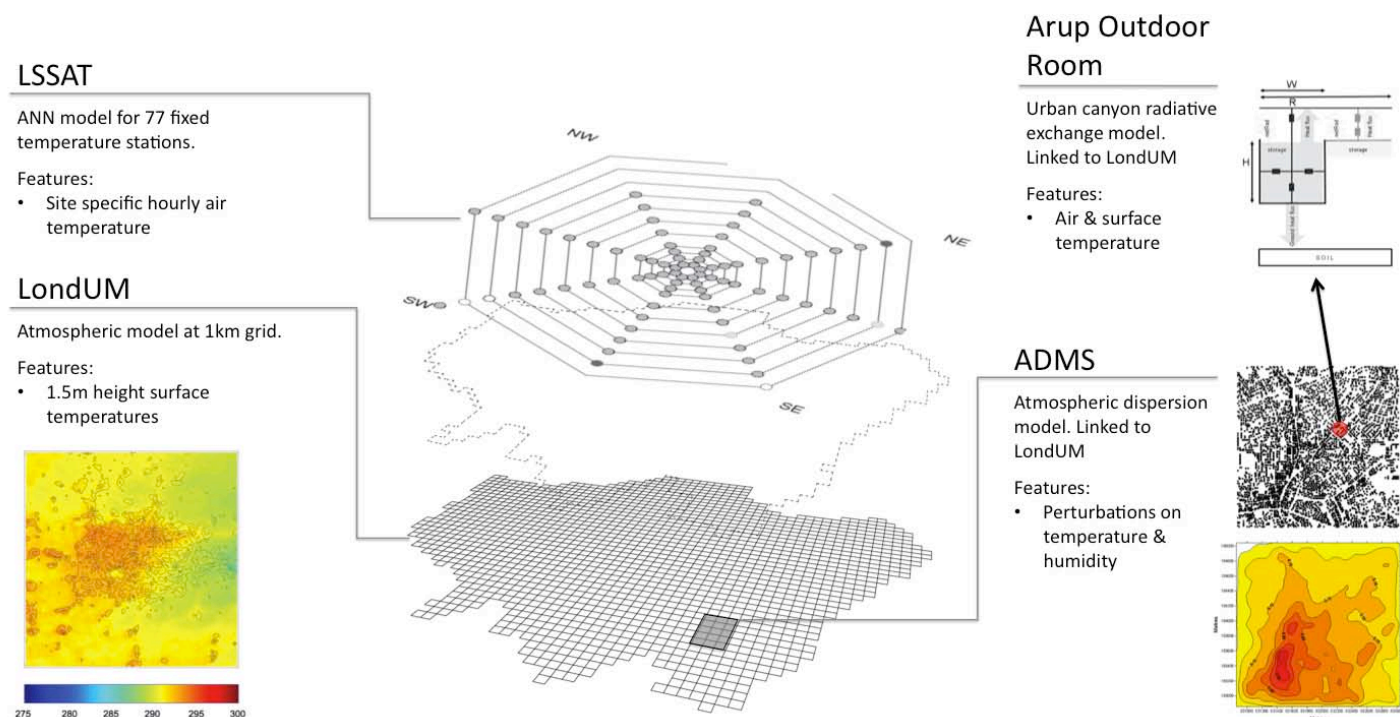 LSSAT
ANN model for 77 fixed
temperature stations.
Features:
• Site specific hourly air
temperature
LondUM
Atmospheric model at 1km grid.
Features:
• 1.5m height surface
temperatures
275 280 285 290 295 300
NW
NE
SW
SE
Arup Outdoor
Room
Urban canyon radiative
exchange model.
Linked to LondUM
Features:
• Air & surface
temperature
W
R
H
storage
storage
Ground heat flux
SOIL
ADMS
Atmospheric dispersion
model. Linked to
LondUM
Features:
• Perturbations on
temperature &
humidity